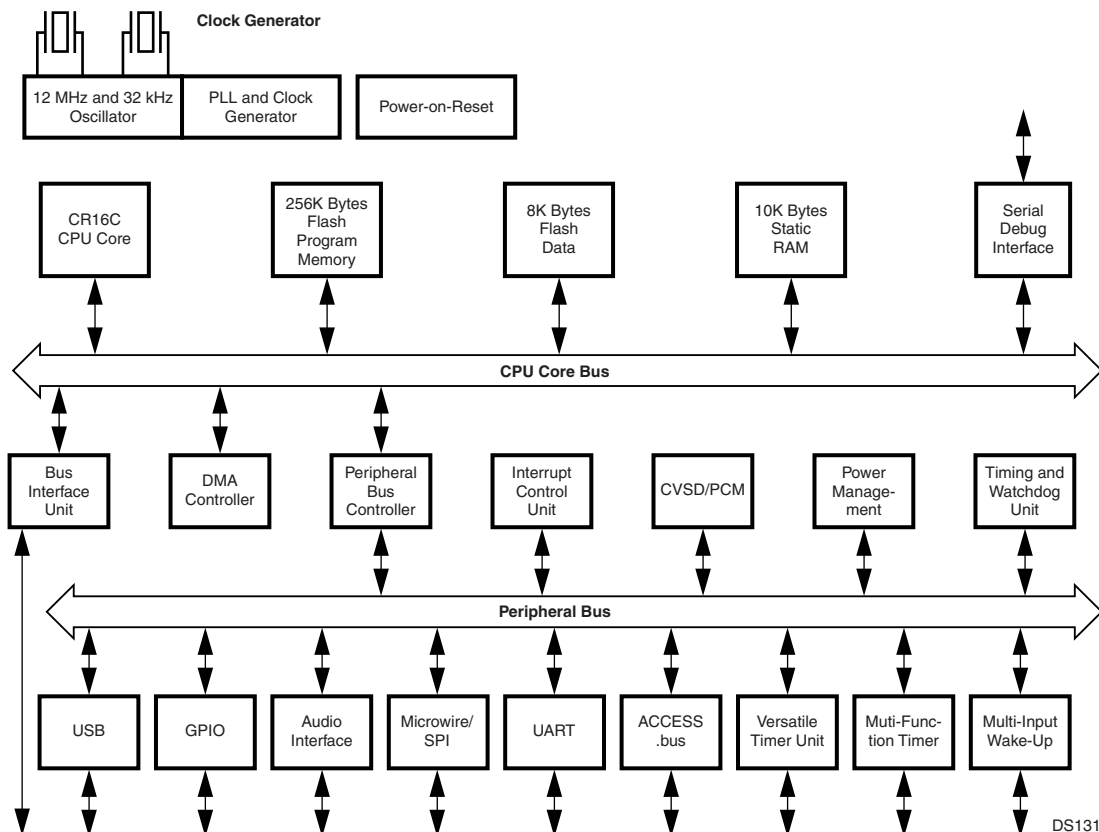 Clock Generator
12 MHz and 32 kHz
Oscillator
PLL and Clock
Generator
Power-on-Reset
CR16C
CPU Core
256K Bytes
Flash
Program
Memory
8K Bytes
Flash
Data
10K Bytes
Static
RAM
Serial
Debug
Interface
CPU Core Bus
Bus
Interface
Unit
DMA
Controller
Peripheral
Bus
Controller
Interrupt
Control
Unit
CVSD/PCM
Power
Manage-
ment
Timing and
Watchdog
Unit
Peripheral Bus
USB
GPIO
Audio
Interface
Microwire/
SPI
UART
ACCESS
.bus
Versatile
Timer Unit
Muti-Func-
tion Timer
Multi-Input
Wake-Up
DS131